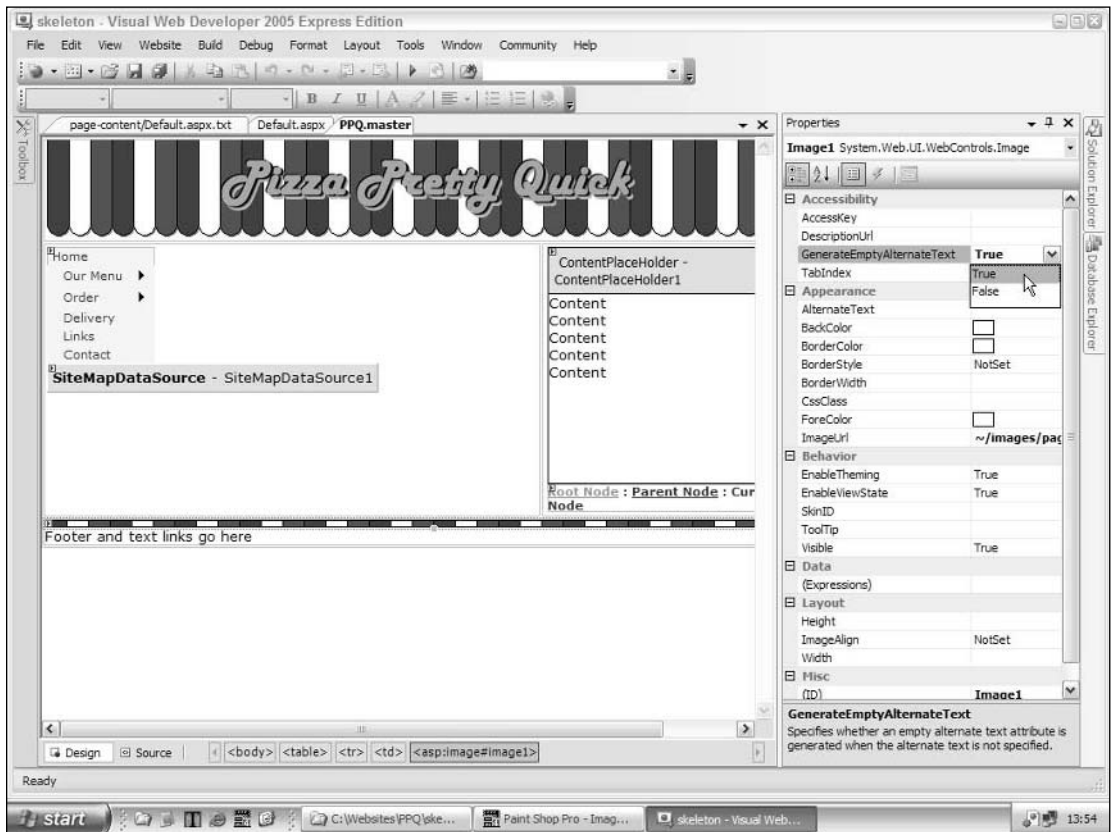 skeleton - Visual Web Developer 2005 Express Edition
File Edit View Website Build Debug Format Layout Tools Window Community Help
B I U A
page-content/Default.aspx.txt Default.aspx PPQ.master
Toolbox
Pizza Pretty Quick
Home
Our Menu
Order
Delivery
Links
Contact
SiteMapDataSource - SiteMapDataSource1
ContentPlaceHolder -
ContentPlaceHolder1
Content
Content
Content
Content
Content
Root Node : Parent Node : Cur
Node
Footer and text links go here
Design Source <body> <table> <tr> <td> <asp:image#image1>
Properties
Image1 System.Web.UI.WebControls.Image
Accessibility
AccessKey
DescriptionUrl
GenerateEmptyAlternateText True
TabIndex True
Appearance False
AlternateText
BackColor
BorderColor
BorderStyle NotSet
BorderWidth
CssClass
ForeColor
ImageUrl ~/images/pag
Behavior
EnableTheming True
EnableViewState True
SkinID
ToolTip
Visible True
Data
(Expressions)
Layout
Height
ImageAlign NotSet
Width
Misc
(ID) Image1
GenerateEmptyAlternateText
Specifies whether an empty alternate text attribute is
generated when the alternate text is not specified.
Solution Explorer
Database Explorer
Ready
start C:\Websites\PPQ\ske... Paint Shop Pro - Imag... skeleton - Visual Web... 13:54